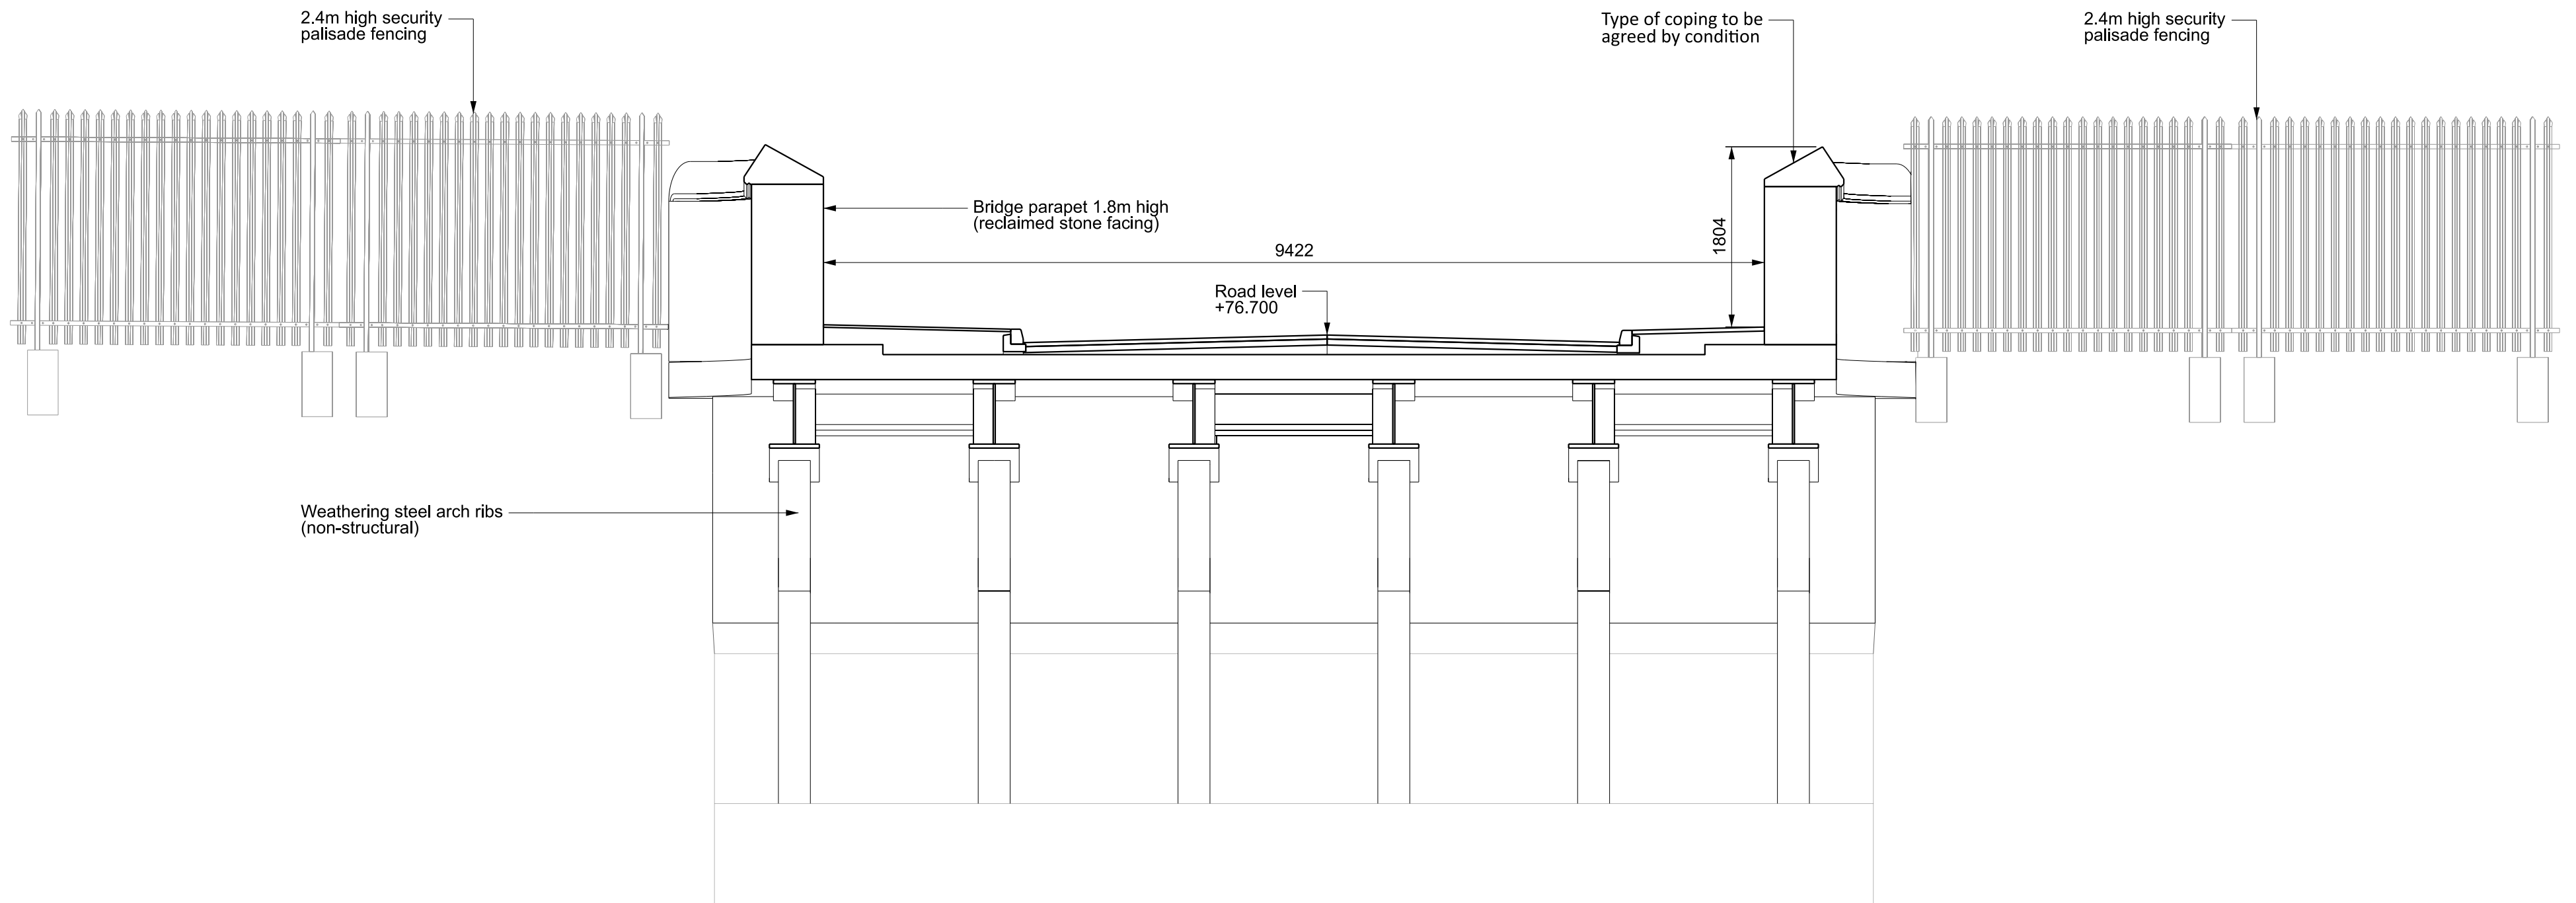 2.4m high security
palisade fencing
Type of coping to be
agreed by condition
2.4m high security
palisade fencing
Bridge parapet 1.8m high
(reclaimed stone facing)
1804
9422
Road level
+76.700
Weathering steel arch ribs
(non-structural)